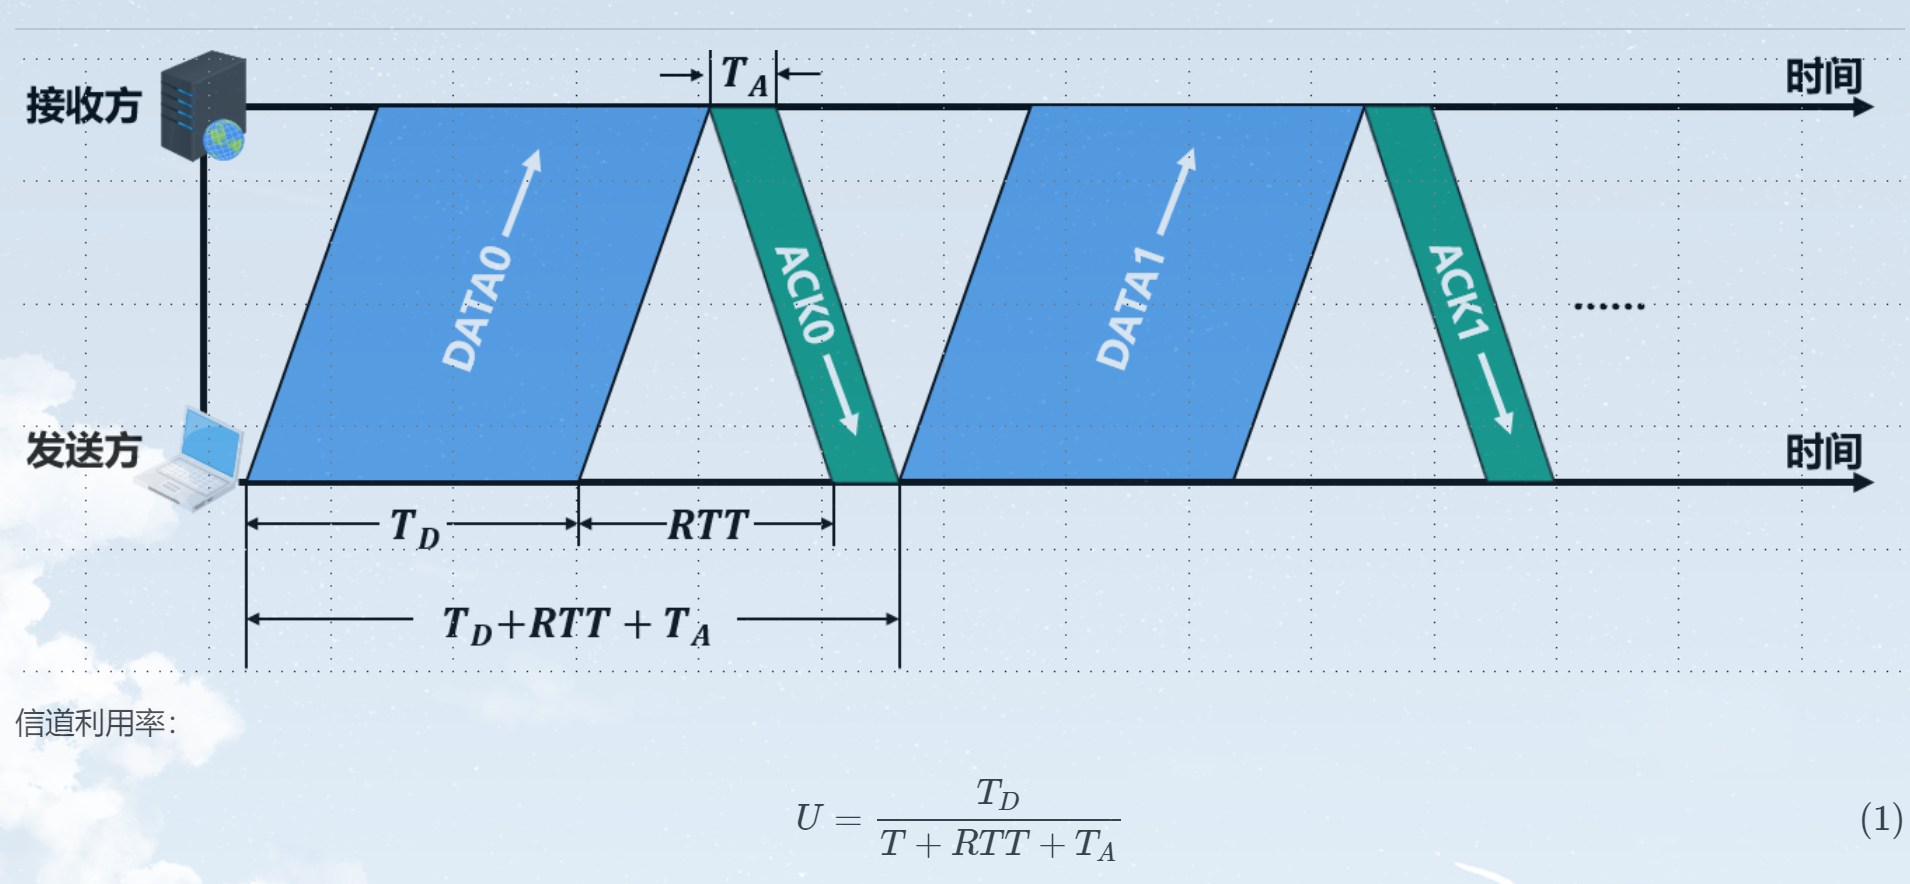 T_A
接收方
时间
DATA0
ACK0
DATA1
ACK1
......
发送方
时间
T_D
RTT
T_D+RTT + T_A
信道利用率：
U = \frac{T_D}{T + RTT + T_A} (1)